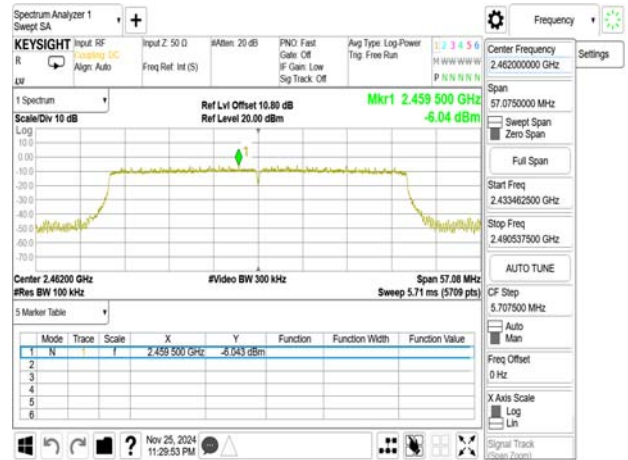 Spectrum Analyzer 1
Swept SA
Frequency
KEYSIGHT
R
Input: RF
Coupling: DC
Align: Auto
Input Z: 50 Ω
Freq Ref: Int (S)
#Atten: 20 dB
PNO: Fast
Gate: Off
IF Gain: Low
Sig Track: Off
Avg Type: Log-Power
Trig: Free Run
1 2 3 4 5 6
M W W W W W
P N N N N N
1 Spectrum
Scale/Div 10 dB
Log
Ref Lvl Offset 10.80 dB
Ref Level 20.00 dBm
Mkr1 2.459 500 GHz
-6.04 dBm
1
10.0
0.00
-10.0
-20.0
-30.0
-40.0
-50.0
-60.0
-70.0
Center 2.46200 GHz
#Res BW 100 kHz
#Video BW 300 kHz
Span 57.08 MHz
Sweep 5.71 ms (5709 pts)
5 Marker Table
Mode Trace Scale X Y Function Function Width Function Value
1 N 1 f 2.459 500 GHz -6.043 dBm
2
3
4
5
6
Nov 25, 2024
11:29:53 PM
Center Frequency
2.462000000 GHz
Settings
Span
57.0750000 MHz
Swept Span
Zero Span
Full Span
Start Freq
2.433462500 GHz
Stop Freq
2.490537500 GHz
AUTO TUNE
CF Step
5.707500 MHz
Auto
Man
Freq Offset
0 Hz
X Axis Scale
Log
Lin
Signal Track
(Span Zoom)